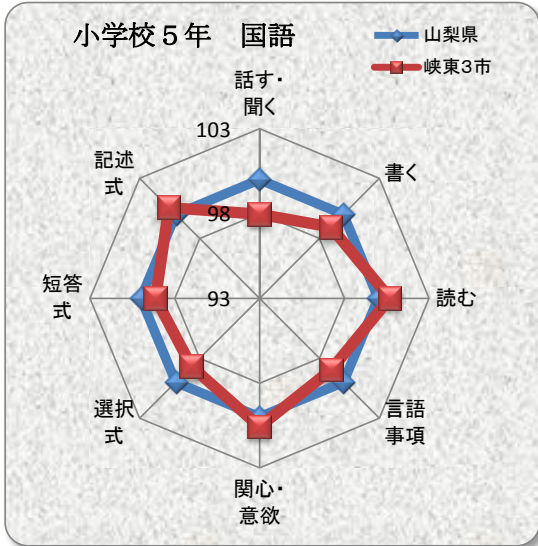 小学校5年　国語
山梨県
峡東3市
話す・
聞く
書く
読む
言語
事項
関心・
意欲
選択
式
短答
式
記述
式
103
98
93